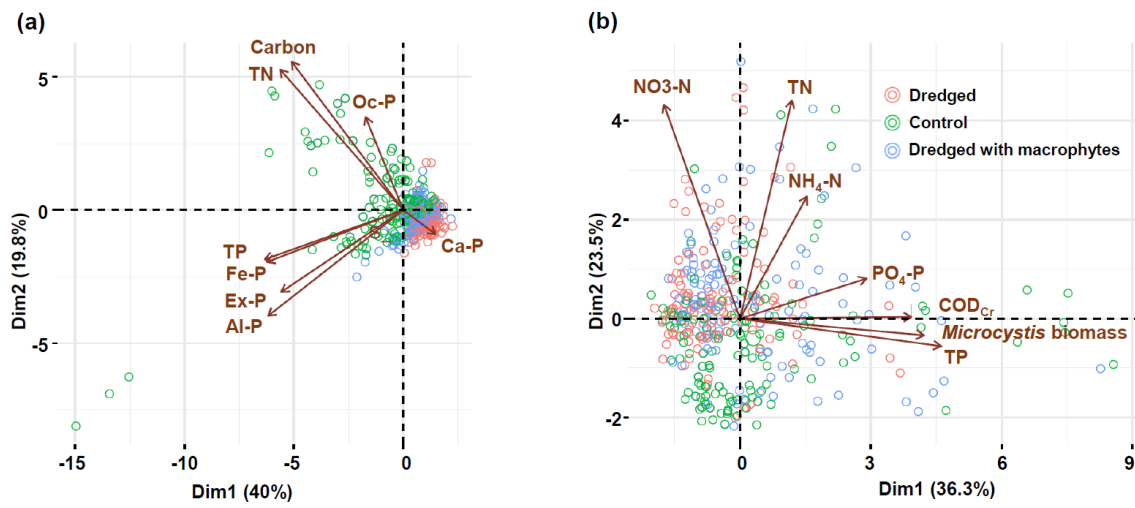 (a)
Carbon
TN
Oc-P
Ca-P
TP
Fe-P
Ex-P
Al-P
5
0
-5
-15
-10
-5
0
Dim2 (19.8%)
Dim1 (40%)
(b)
NO3-N
TN
NH₄-N
PO₄-P
COD_Cr
Microcystis biomass
TP
Dredged
Control
Dredged with macrophytes
4
2
0
-2
0
3
6
9
Dim2 (23.5%)
Dim1 (36.3%)